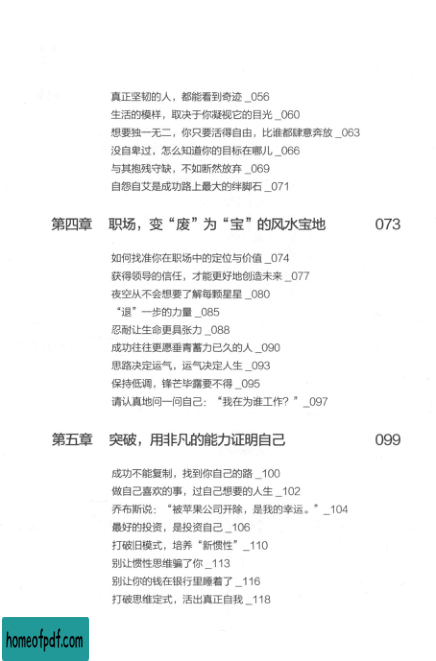 真正坚韧的人，都能看到奇迹 _056
生活的模样，取决于你凝视它的目光 _060
想要独一无二，你只要活得自由，比谁都肆意奔放 _063
没自卑过，怎么知道你的目标在哪儿 _066
与其抱残守缺，不如断然放弃 _069
自怨自艾是成功路上最大的绊脚石 _071
第四章 职场，变“废”为“宝”的风水宝地 073
如何找准你在职场中的定位与价值 _074
获得领导的信任，才能更好地创造未来 _077
夜空从不会想要了解每颗星星 _080
“退”一步的力量 _085
忍耐让生命更具张力 _088
成功往往更愿垂青蓄力已久的人 _090
思路决定运气，运气决定人生 _093
保持低调，锋芒毕露要不得 _095
请认真地问一问自己：“我在为谁工作？”_097
第五章 突破，用非凡的能力证明自己 099
成功不能复制，找到你自己的路 _100
做自己喜欢的事，过自己想要的人生 _102
乔布斯说：“被苹果公司开除，是我的幸运。”_104
最好的投资，是投资自己 _106
打破旧模式，培养“新惯性”_110
别让惯性思维骗了你 _113
别让你的钱在银行里睡着了 _116
打破思维定式，活出真正自我 _118
homeofpdf.com